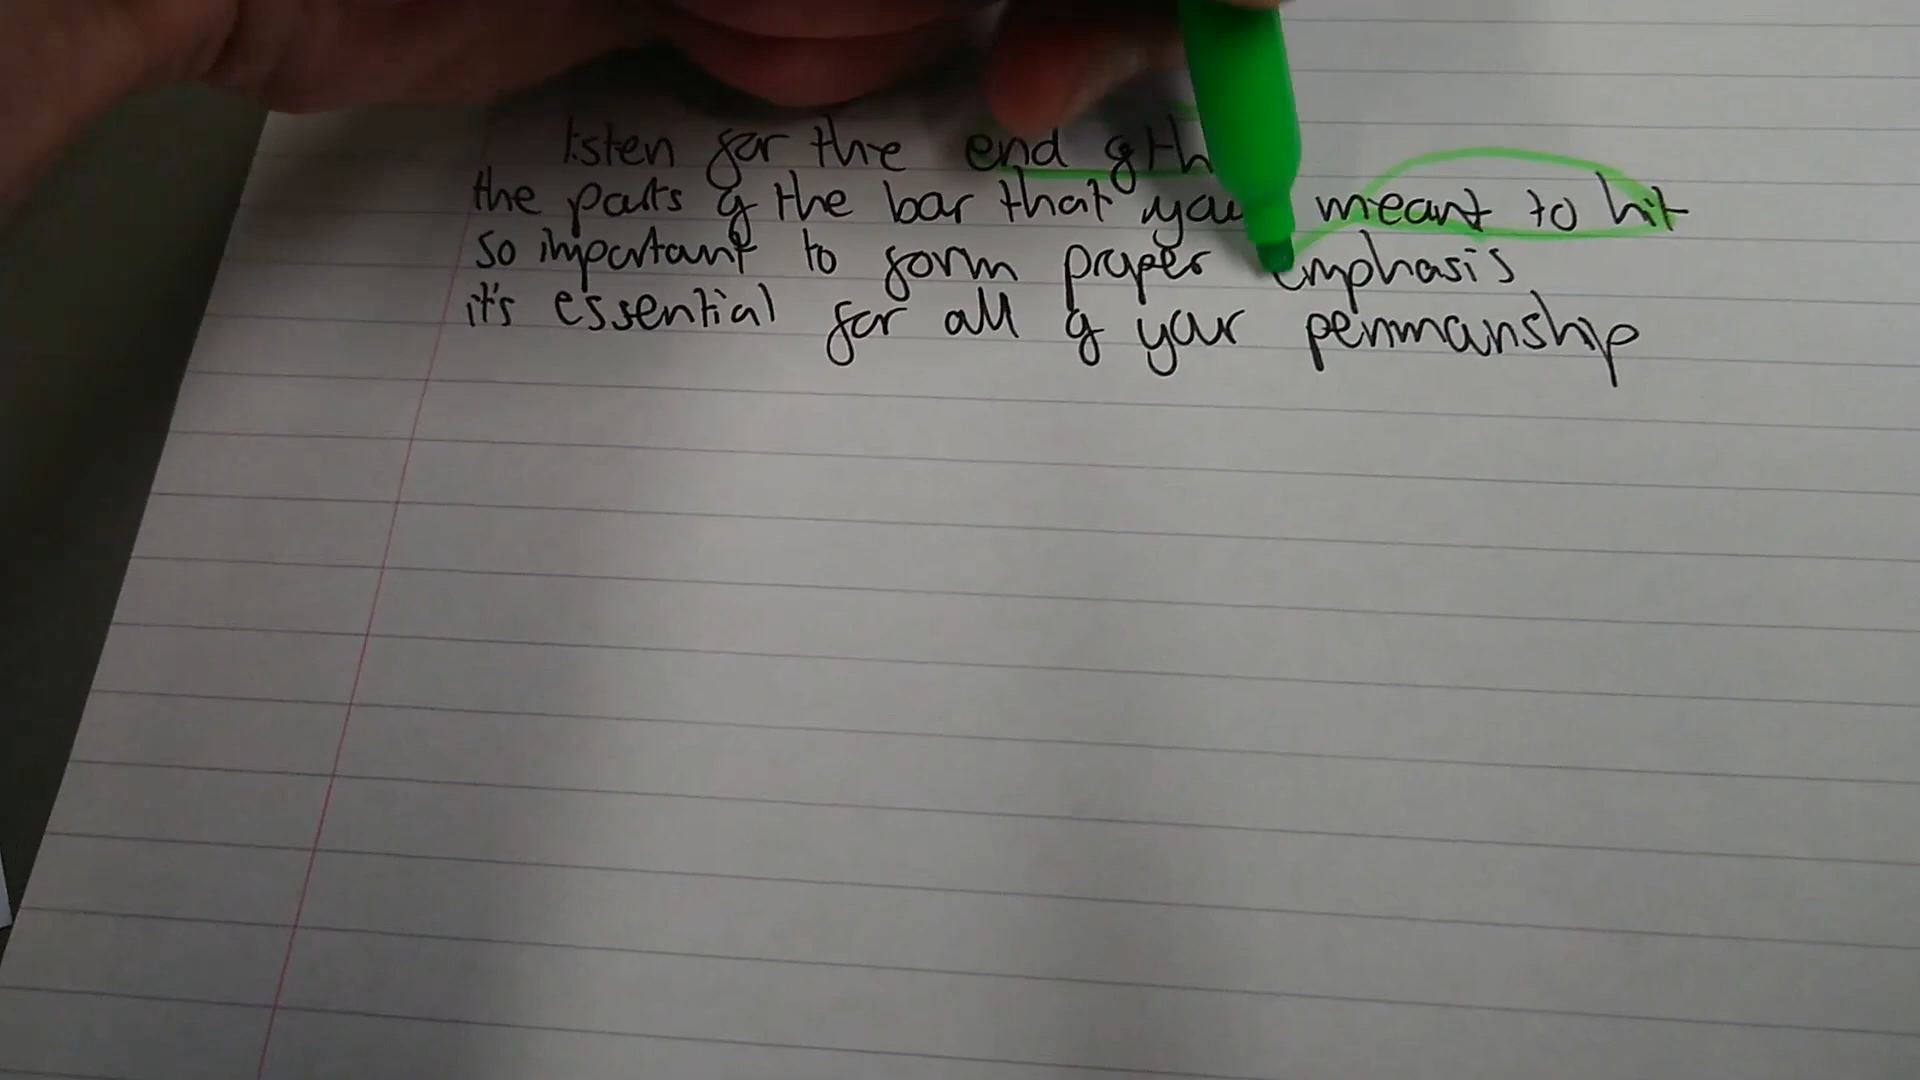 listen for the end of th
the parts of the bar that you meant to hit
so important to form proper emphasis
it's essential for all of your penmanship